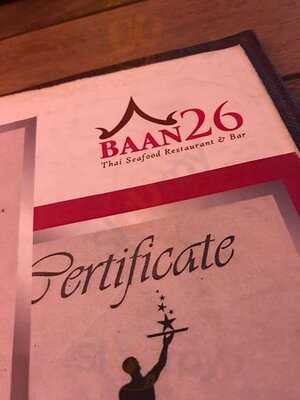 BAAN26
Thai Seafood Restaurant & Bar
Certificate